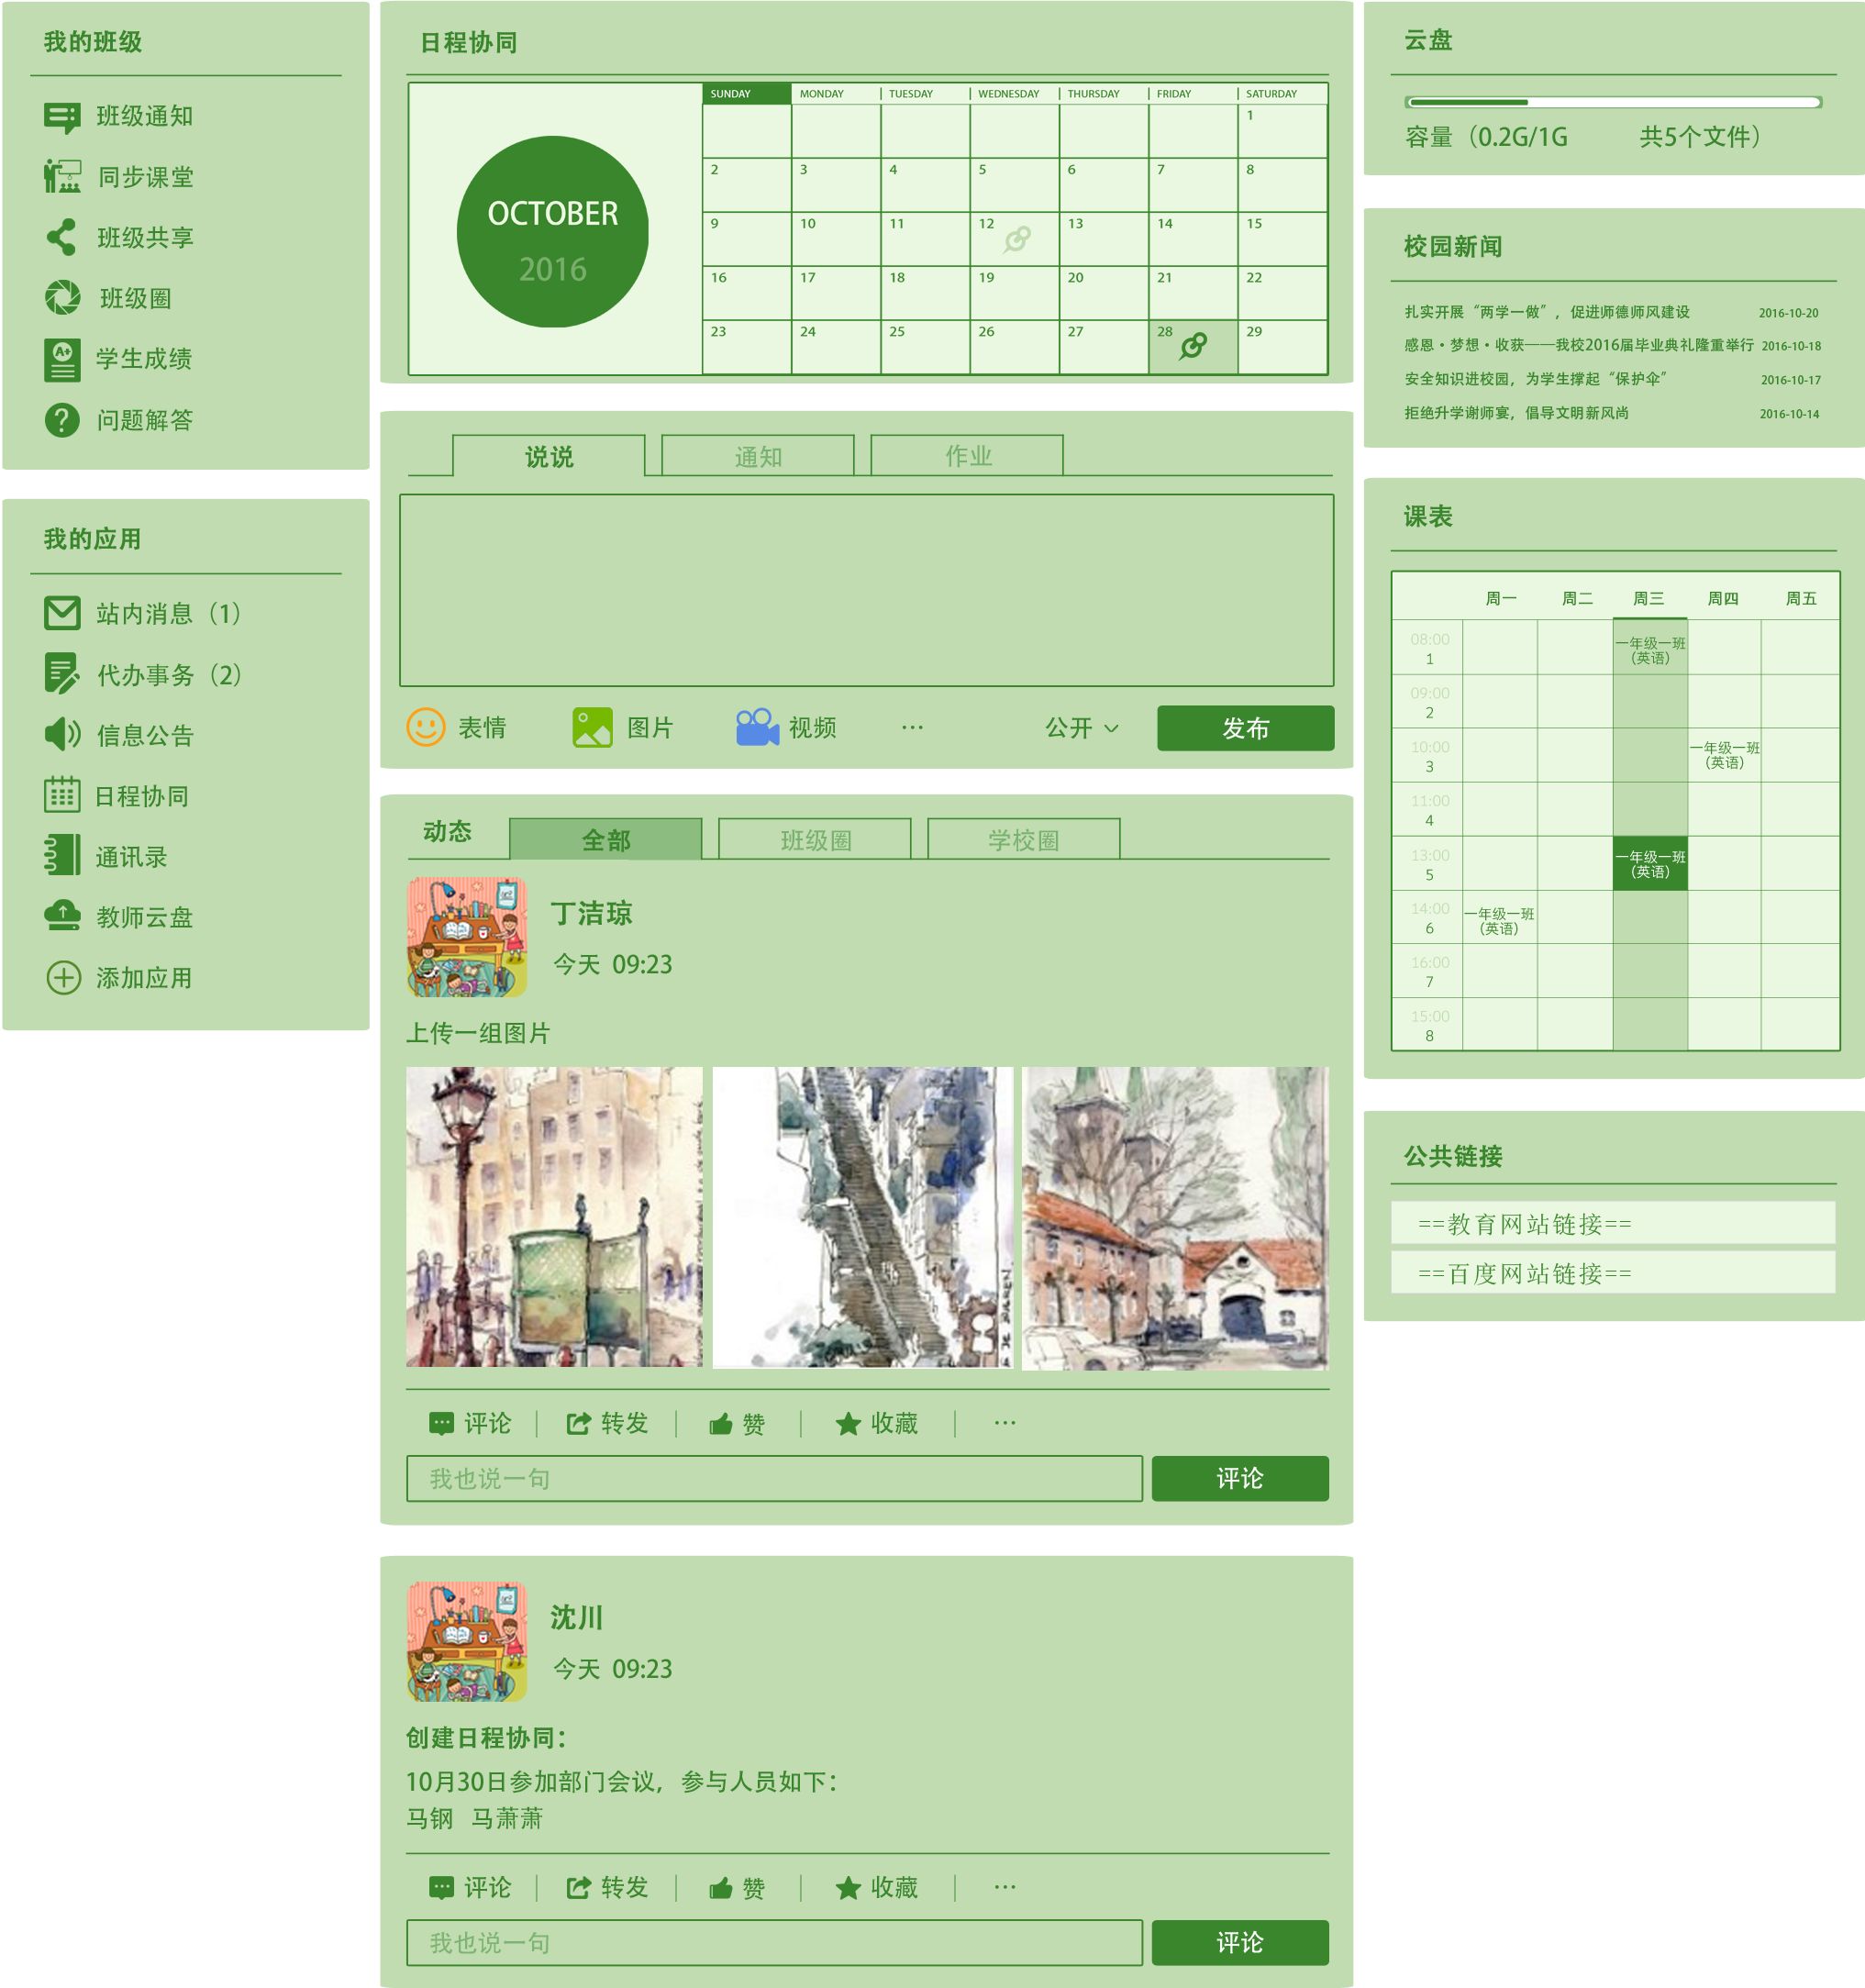 我的班级
班级通知
同步课堂
班级共享
班级圈
学生成绩
A+
问题解答
我的应用
站内消息（1）
代办事务（2）
信息公告
日程协同
通讯录
教师云盘
添加应用
日程协同
OCTOBER
2016
SUNDAY MONDAY TUESDAY WEDNESDAY THURSDAY FRIDAY SATURDAY
1
2 3 4 5 6 7 8
9 10 11 12 13 14 15
16 17 18 19 20 21 22
23 24 25 26 27 28 29
说说 通知 作业
表情 图片 视频 ··· 公开 发布
动态 全部 班级圈 学校圈
丁洁琼
今天 09:23
上传一组图片
评论 转发 赞 收藏 ···
我也说一句 评论
沈川
今天 09:23
创建日程协同：
10月30日参加部门会议，参与人员如下：
马钢 马萧萧
评论 转发 赞 收藏 ···
我也说一句 评论
云盘
容量（0.2G/1G 共5个文件）
校园新闻
扎实开展“两学一做”，促进师德师风建设 2016-10-20
感恩·梦想·收获——我校2016届毕业典礼隆重举行 2016-10-18
安全知识进校园，为学生撑起“保护伞” 2016-10-17
拒绝升学谢师宴，倡导文明新风尚 2016-10-14
课表
周一 周二 周三 周四 周五
08:00
1
一年级一班
（英语）
09:00
2
10:00
3
一年级一班
（英语）
11:00
4
13:00
5
一年级一班
（英语）
14:00
6
一年级一班
（英语）
16:00
7
15:00
8
公共链接
==教育网站链接==
==百度网站链接==